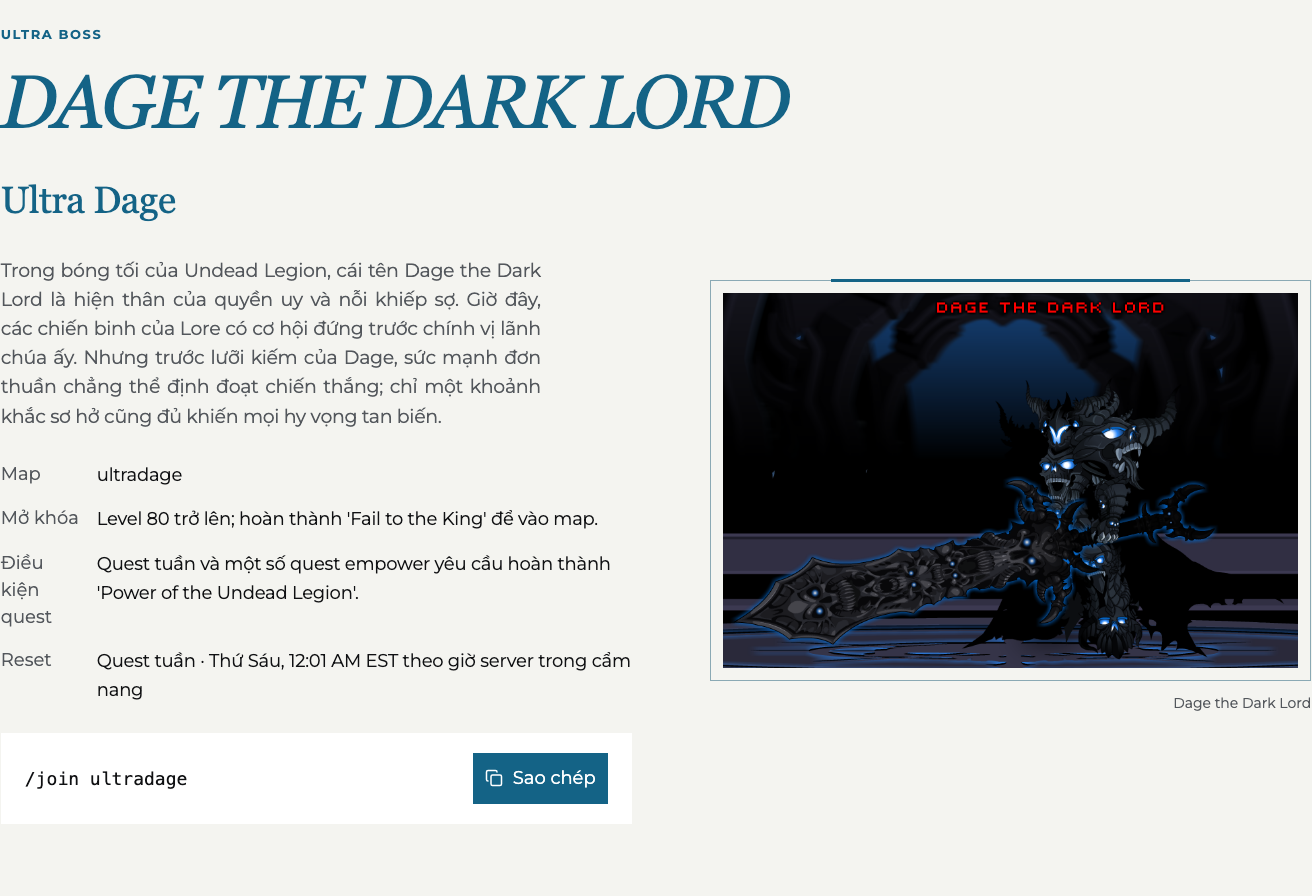 ULTRA BOSS
DAGE THE DARK LORD
Ultra Dage
Trong bóng tối của Undead Legion, cái tên Dage the Dark
Lord là hiện thân của quyền uy và nỗi khiếp sợ. Giờ đây,
các chiến binh của Lore có cơ hội đứng trước chính vị lãnh
chúa ấy. Nhưng trước lưỡi kiếm của Dage, sức mạnh đơn
thuần chẳng thể định đoạt chiến thắng; chỉ một khoảnh
khắc sơ hở cũng đủ khiến mọi hy vọng tan biến.
Map
ultradage
Mở khóa
Level 80 trở lên; hoàn thành 'Fail to the King' để vào map.
Điều
kiện
quest
Quest tuần và một số quest empower yêu cầu hoàn thành
'Power of the Undead Legion'.
Reset
Quest tuần · Thứ Sáu, 12:01 AM EST theo giờ server trong cẩm
nang
/join ultradage
Sao chép
DAGE THE DARK LORD
Dage the Dark Lord